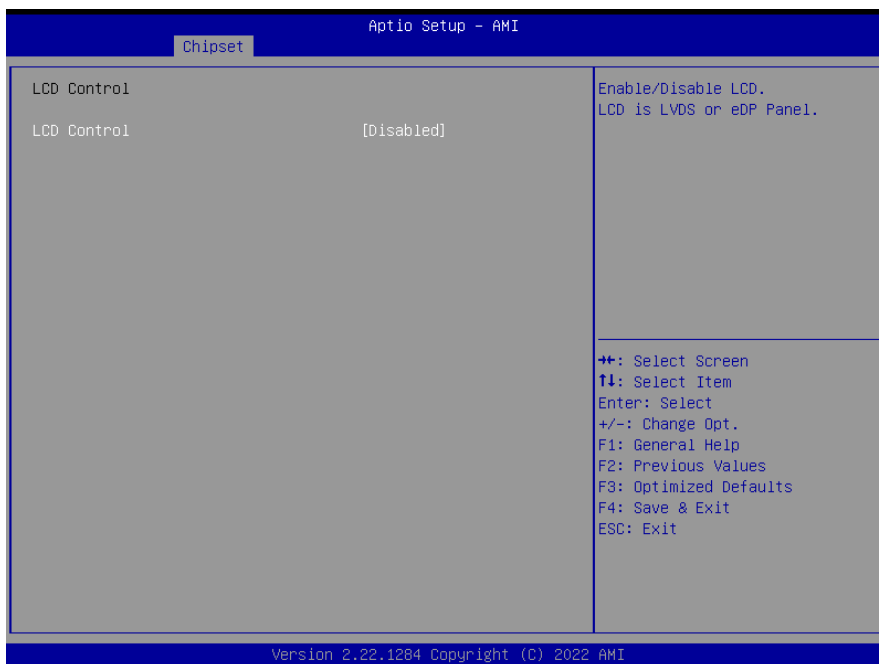 Aptio Setup – AMI
Chipset
LCD Control
LCD Control [Disabled]
Enable/Disable LCD.
LCD is LVDS or eDP Panel.
→←: Select Screen
↑↓: Select Item
Enter: Select
+/-: Change Opt.
F1: General Help
F2: Previous Values
F3: Optimized Defaults
F4: Save & Exit
ESC: Exit
Version 2.22.1284 Copyright (C) 2022 AMI